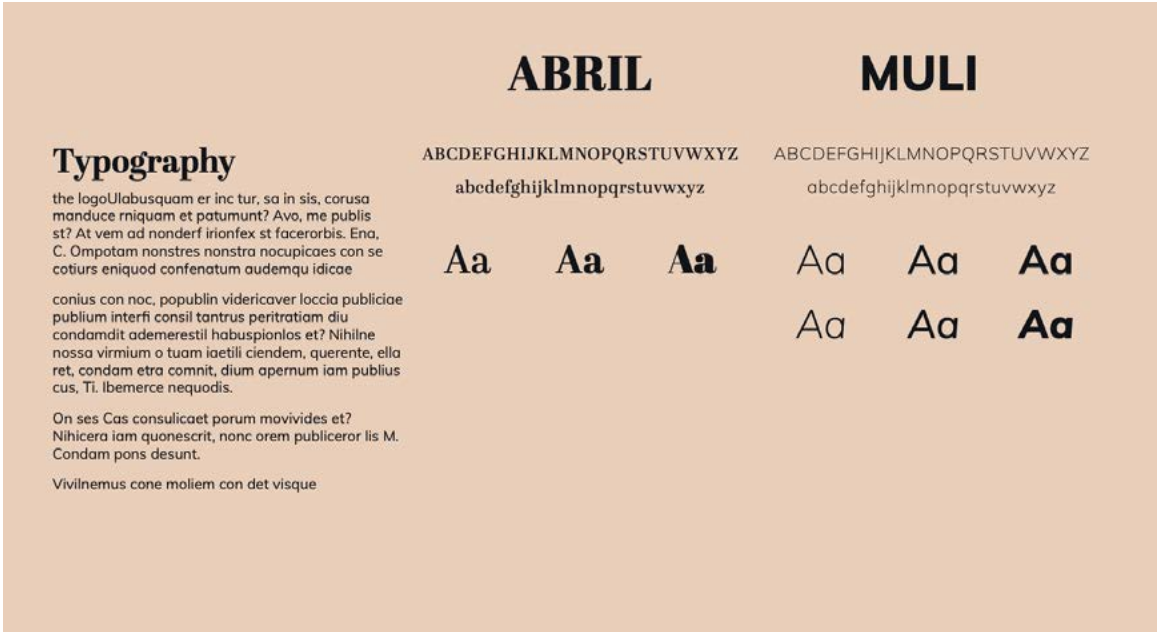 Typography
the logoUlabusquam er inc tur, sa in sis, corusa
manduce rniquam et patumunt? Avo, me publis
st? At vem ad nonderf irionfex st facerorbis. Ena,
C. Ompotam nonstres nonstra nocupicaes con se
cotiurs eniquod confenatum audemqu idicae
conius con noc, popublin videricaver loccia publiciae
publium interfi consil tantrus peritratiam diu
condamdit ademerestil habuspionlos et? Nihilne
nossa virmium o tuam iaetili ciendem, querente, ella
ret, condam etra comnit, dium apernum iam publius
cus, Ti. Ibemerce nequodis.
On ses Cas consulicaet porum movivides et?
Nihicera iam quonescrit, nonc orem publiceror lis M.
Condam pons desunt.
Vivilnemus cone moliem con det visque
ABRIL
ABCDEFGHIJKLMNOPQRSTUVWXYZ
abcdefghijklmnopqrstuvwxyz
Aa Aa Aa
MULI
ABCDEFGHIJKLMNOPQRSTUVWXYZ
abcdefghijklmnopqrstuvwxyz
Aa Aa Aa
Aa Aa Aa